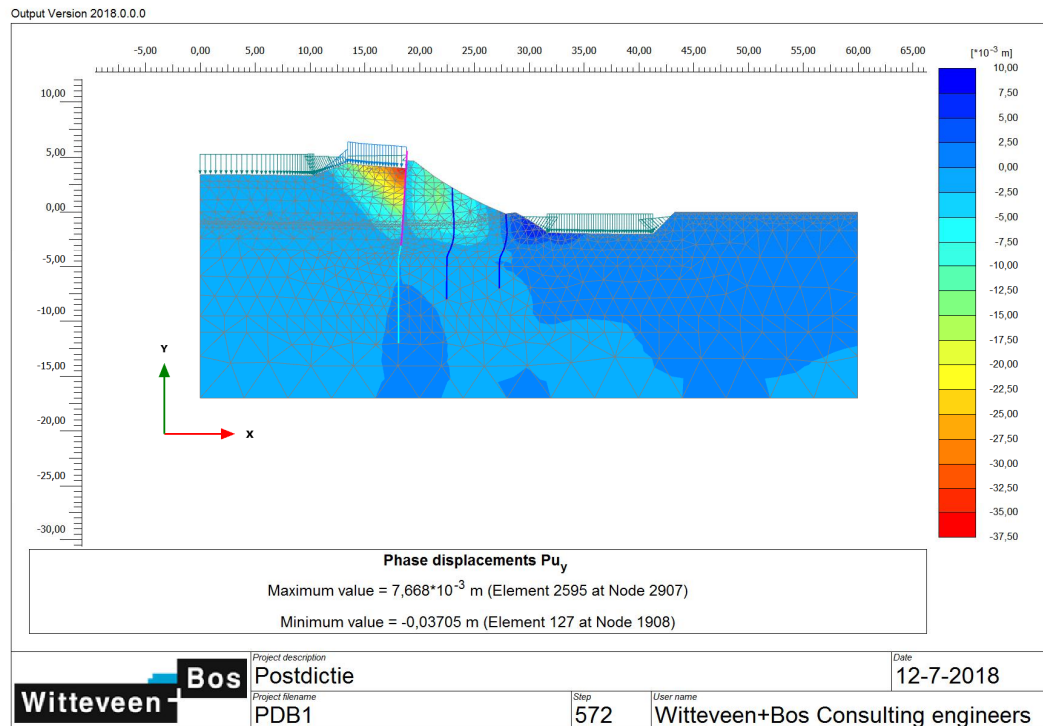 Output Version 2018.0.0.0
-5,00 0,00 5,00 10,00 15,00 20,00 25,00 30,00 35,00 40,00 45,00 50,00 55,00 60,00 65,00
[*10⁻³ m]
10,00
5,00
0,00
-5,00
-10,00
-15,00
-20,00
-25,00
-30,00
Y
X
10,00
7,50
5,00
2,50
0,00
-2,50
-5,00
-7,50
-10,00
-12,50
-15,00
-17,50
-20,00
-22,50
-25,00
-27,50
-30,00
-32,50
-35,00
-37,50
Phase displacements Puy
Maximum value = 7,668*10⁻³ m (Element 2595 at Node 2907)
Minimum value = -0,03705 m (Element 127 at Node 1908)
Witteveen+Bos
Project description
Postdictie
Date
12-7-2018
Project filename
PDB1
Step
572
User name
Witteveen+Bos Consulting engineers